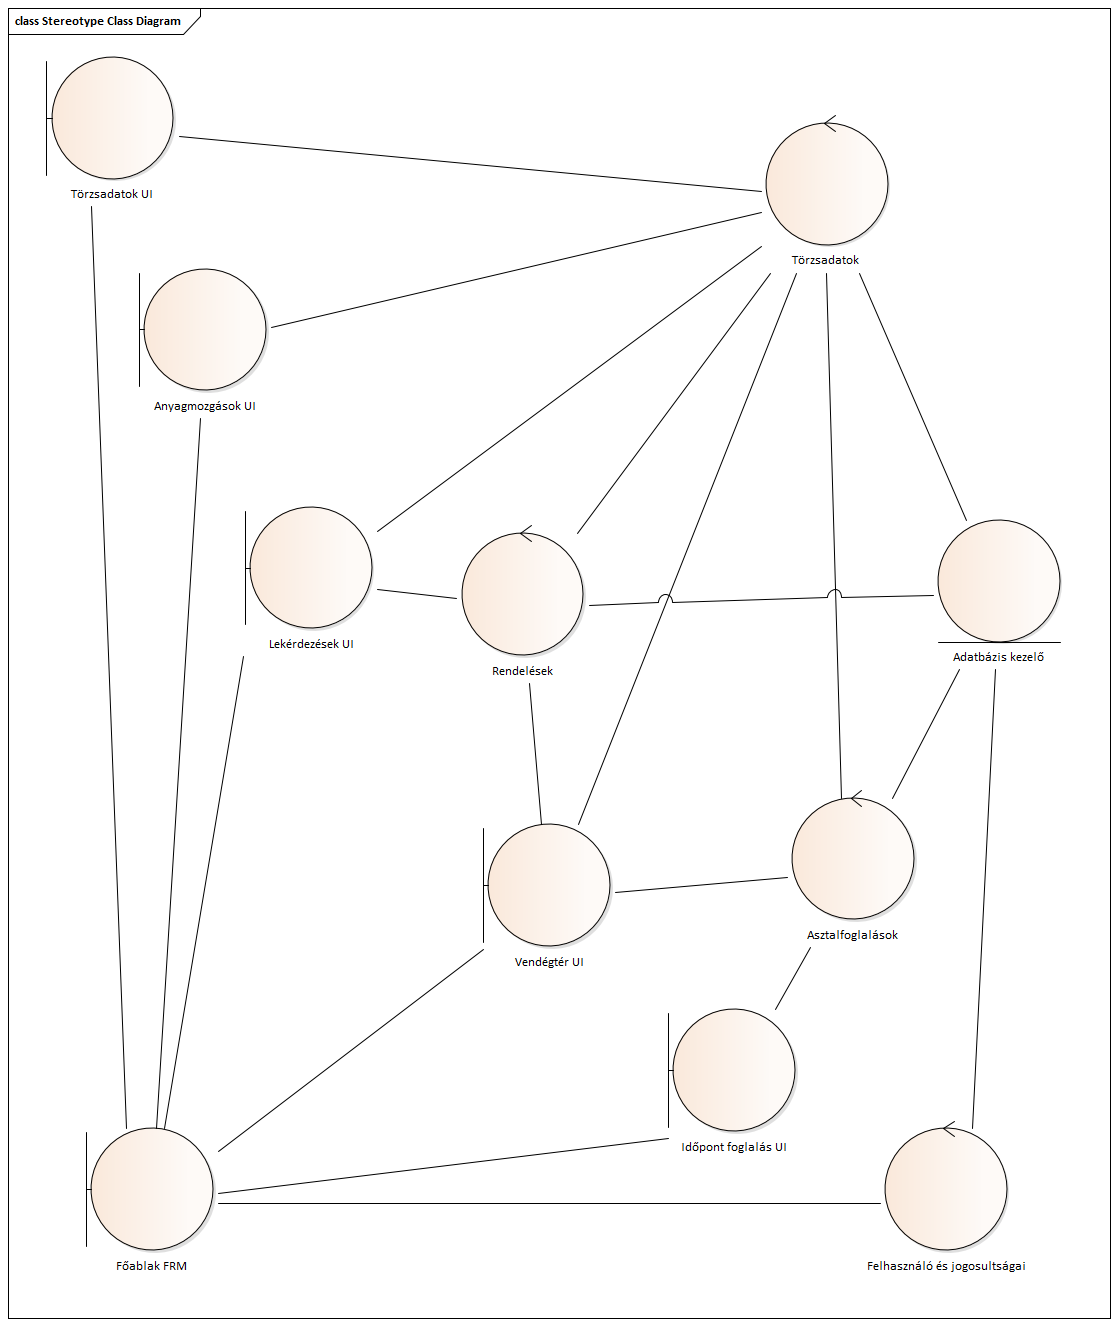 class Stereotype Class Diagram
Törzsadatok UI
Törzsadatok
Anyagmozgások UI
Lekérdezések UI
Rendelések
Adatbázis kezelő
Asztalfoglalások
Vendégtér UI
Időpont foglalás UI
Főablak FRM
Felhasználó és jogosultságai